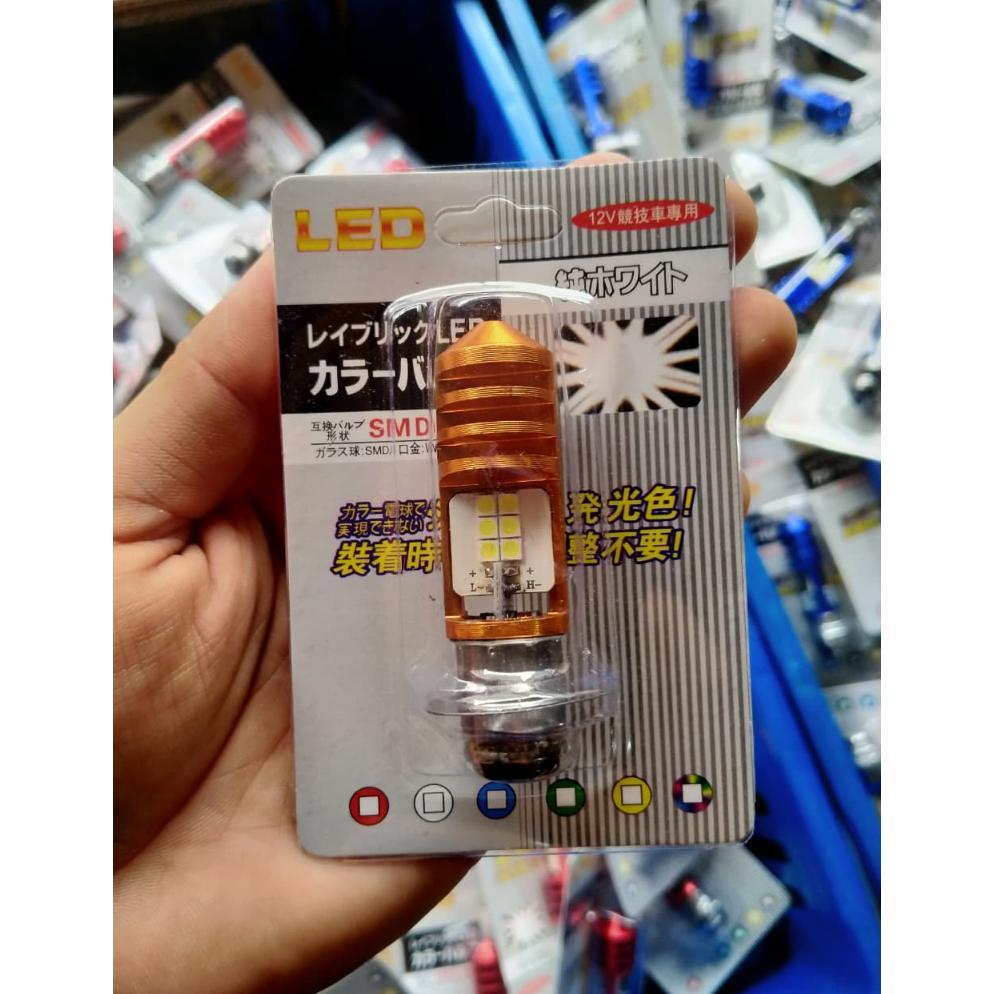 LED
12V競技車専用
純ホワイト
レイブリックLED
カラーバ
互換バルブ
形状
SMD
ガラス球:SMD/口金:W
カラー電球で
実現できない
発光色!
装着時
整不要!
+ +
L- H-